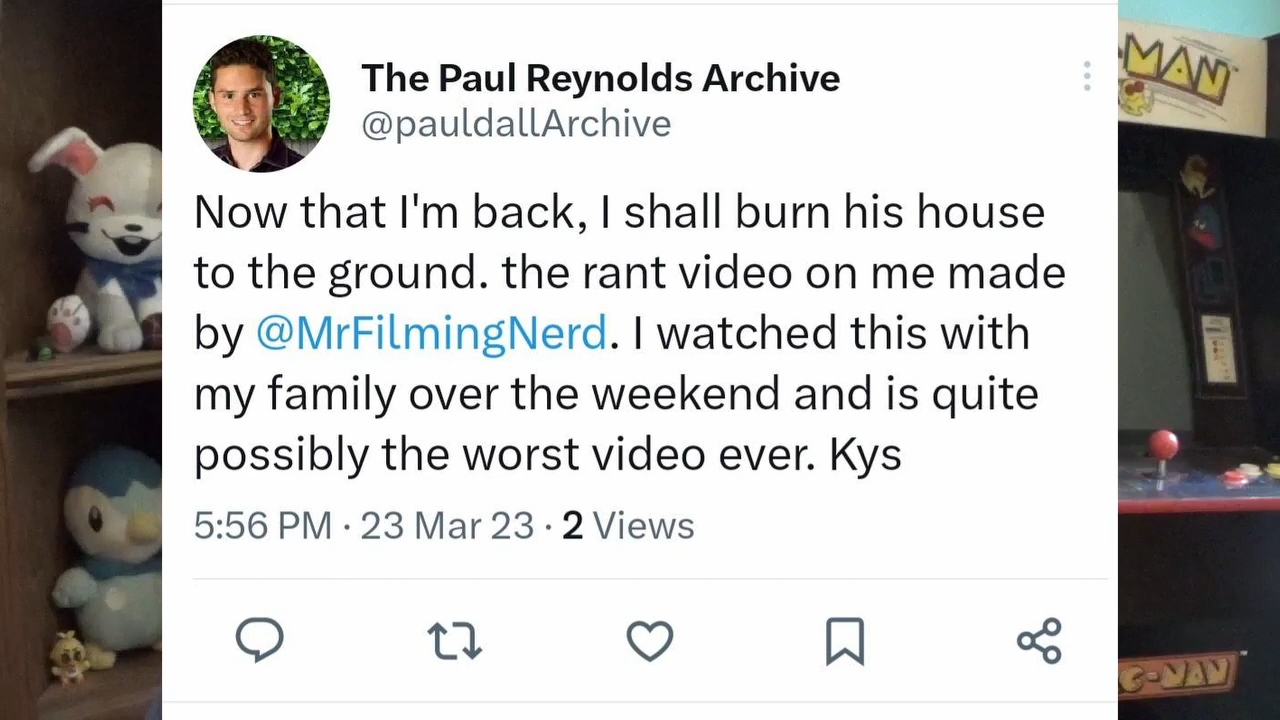 The Paul Reynolds Archive
@pauldallArchive
Now that I'm back, I shall burn his house
to the ground. the rant video on me made
by @MrFilmingNerd. I watched this with
my family over the weekend and is quite
possibly the worst video ever. Kys
5:56 PM · 23 Mar 23 · 2 Views
-MAN
C-MAN